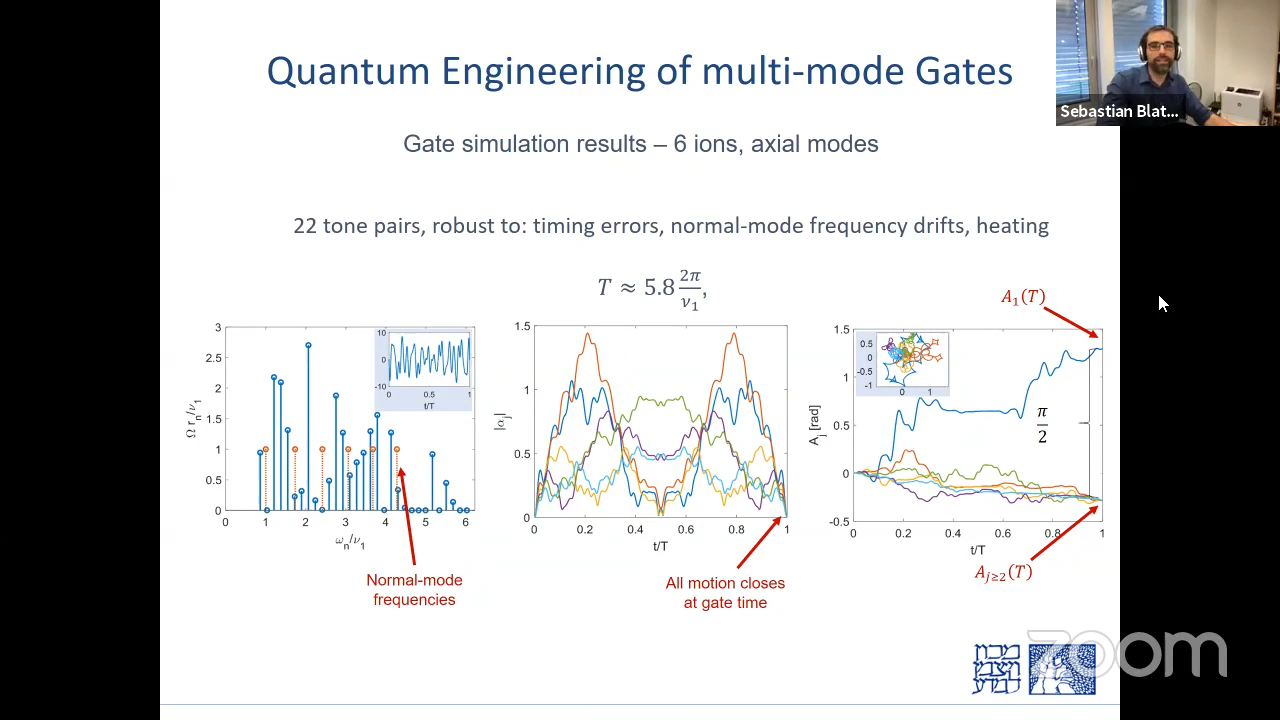 Quantum Engineering of multi-mode Gates
Sebastian Blat...
Gate simulation results – 6 ions, axial modes
22 tone pairs, robust to: timing errors, normal-mode frequency drifts, heating
T ≈ 5.8 2π/ν₁,
A₁(T)
3
2.5
2
1.5
1
0.5
0
Ω rₙ/ν₁
10
0
-10
0 0.5 1
t/T
0 1 2 3 4 5 6
ωₙ/ν₁
1.5
1
0.5
0
|αⱼ|
0 0.2 0.4 0.6 0.8 1
t/T
1.5
1
0.5
0
-0.5
Aⱼ [rad]
0.5
0
-0.5
-1
0 1
π/2
0 0.2 0.4 0.6 0.8 1
t/T
Normal-mode
frequencies
All motion closes
at gate time
Aⱼ≥₂(T)
מכון
ויצמן
למדע
zoom